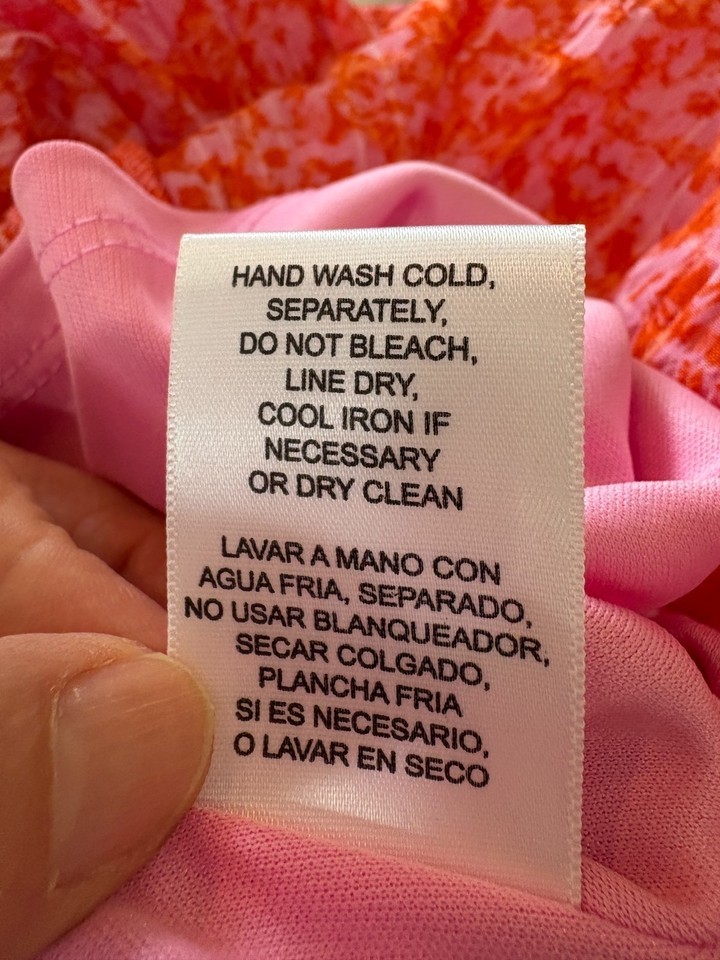 HAND WASH COLD,
SEPARATELY,
DO NOT BLEACH,
LINE DRY,
COOL IRON IF
NECESSARY
OR DRY CLEAN
LAVAR A MANO CON
AGUA FRIA, SEPARADO,
NO USAR BLANQUEADOR,
SECAR COLGADO,
PLANCHA FRIA
SI ES NECESARIO,
O LAVAR EN SECO